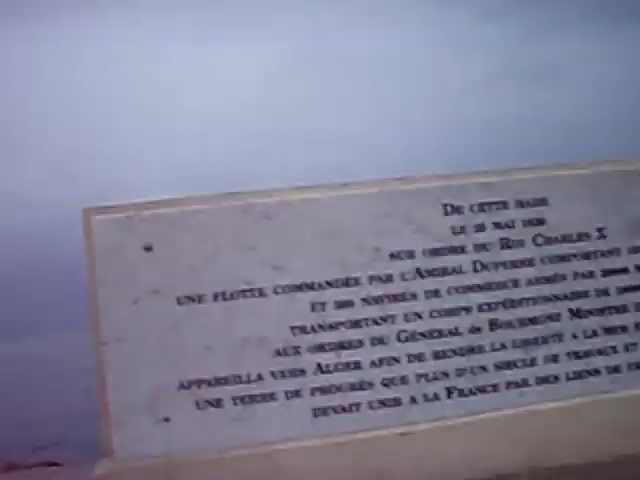 De cette rade
le 25 mai 1830
sur ordre du Roi Charles X
une flotte commandée par l'Amiral Duperré comportant
et navires de commerce armés par
transportant un corps expéditionnaire de
aux ordres du Général de Bourmont Ministre
appareilla vers Alger afin de rendre la liberté à la mer
une terre de progrès que plus d'un siècle de travaux et
devait unir a la France par des liens de